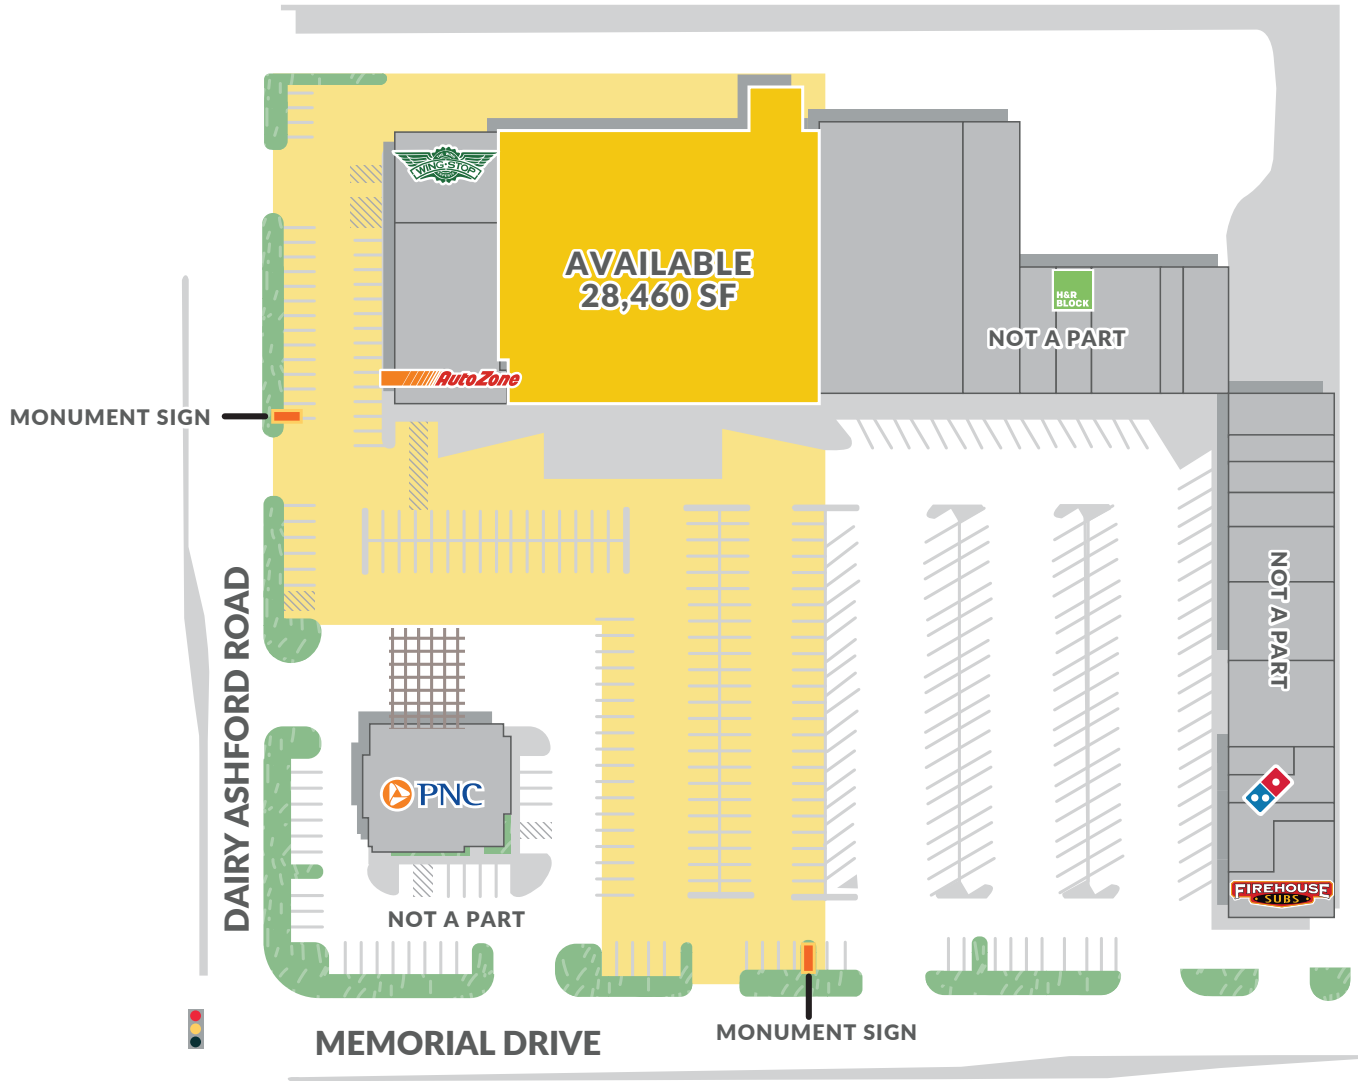 WING·STOP
AVAILABLE
28,460 SF
H&R
BLOCK
NOT A PART
AutoZone
MONUMENT SIGN
NOT A PART
DAIRY ASHFORD ROAD
PNC
FIREHOUSE
SUBS
NOT A PART
MONUMENT SIGN
MEMORIAL DRIVE